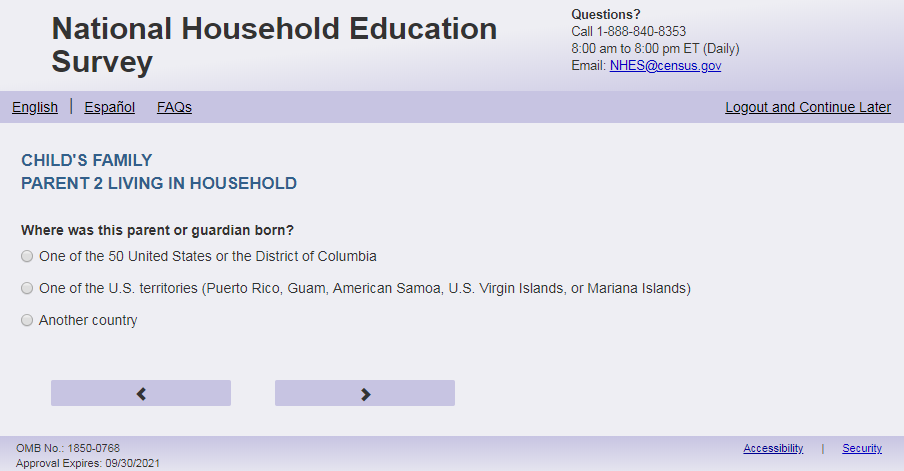 National Household Education
Survey
Questions?
Call 1-888-840-8353
8:00 am to 8:00 pm ET (Daily)
Email: NHES@census.gov
English | Español FAQs
Logout and Continue Later
CHILD'S FAMILY
PARENT 2 LIVING IN HOUSEHOLD
Where was this parent or guardian born?
One of the 50 United States or the District of Columbia
One of the U.S. territories (Puerto Rico, Guam, American Samoa, U.S. Virgin Islands, or Mariana Islands)
Another country
OMB No.: 1850-0768
Approval Expires: 09/30/2021
Accessibility | Security